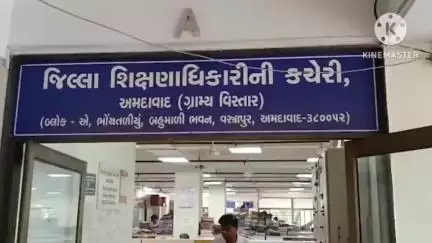 KINEMASTER
જિલ્લા શિક્ષણાધિકારીની કચેરી,
અમદાવાદ (ગ્રામ્ય વિસ્તાર)
(બ્લોક - એ, ભોંયતળીયું, બહુમાળી ભવન, વસ્ત્રાપુર, અમદાવાદ-૩૮૦૦૫૨)